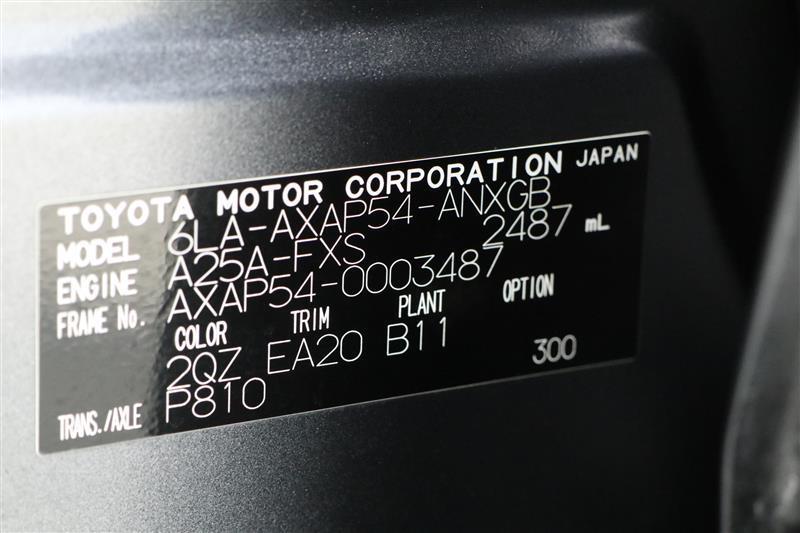 TOYOTA MOTOR CORPORATION JAPAN
MODEL 6LA-AXAP54-ANXGB
ENGINE A25A-FXS 2487 mL
FRAME No. AXAP54-0003487
COLOR TRIM PLANT OPTION
2QZ EA20 B11
TRANS./AXLE P810 300